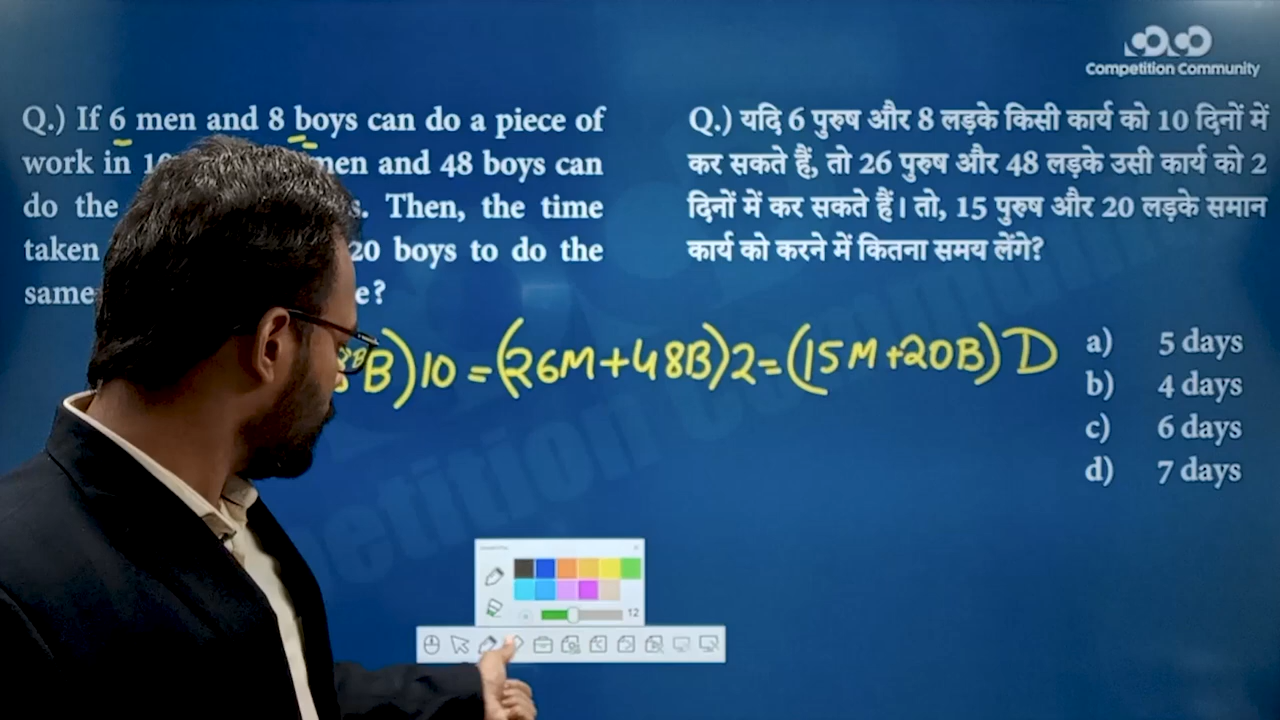 Competition Community
Q.) If 6 men and 8 boys can do a piece of
work in men and 48 boys can
do the Then, the time
taken 20 boys to do the
same
Q.) यदि 6 पुरुष और 8 लड़के किसी कार्य को 10 दिनों में
कर सकते हैं, तो 26 पुरुष और 48 लड़के उसी कार्य को 2
दिनों में कर सकते हैं। तो, 15 पुरुष और 20 लड़के समान
कार्य को करने में कितना समय लेंगे?
B)10 = (26M+48B)2 = (15M+20B)D
a) 5 days
b) 4 days
c) 6 days
d) 7 days
12